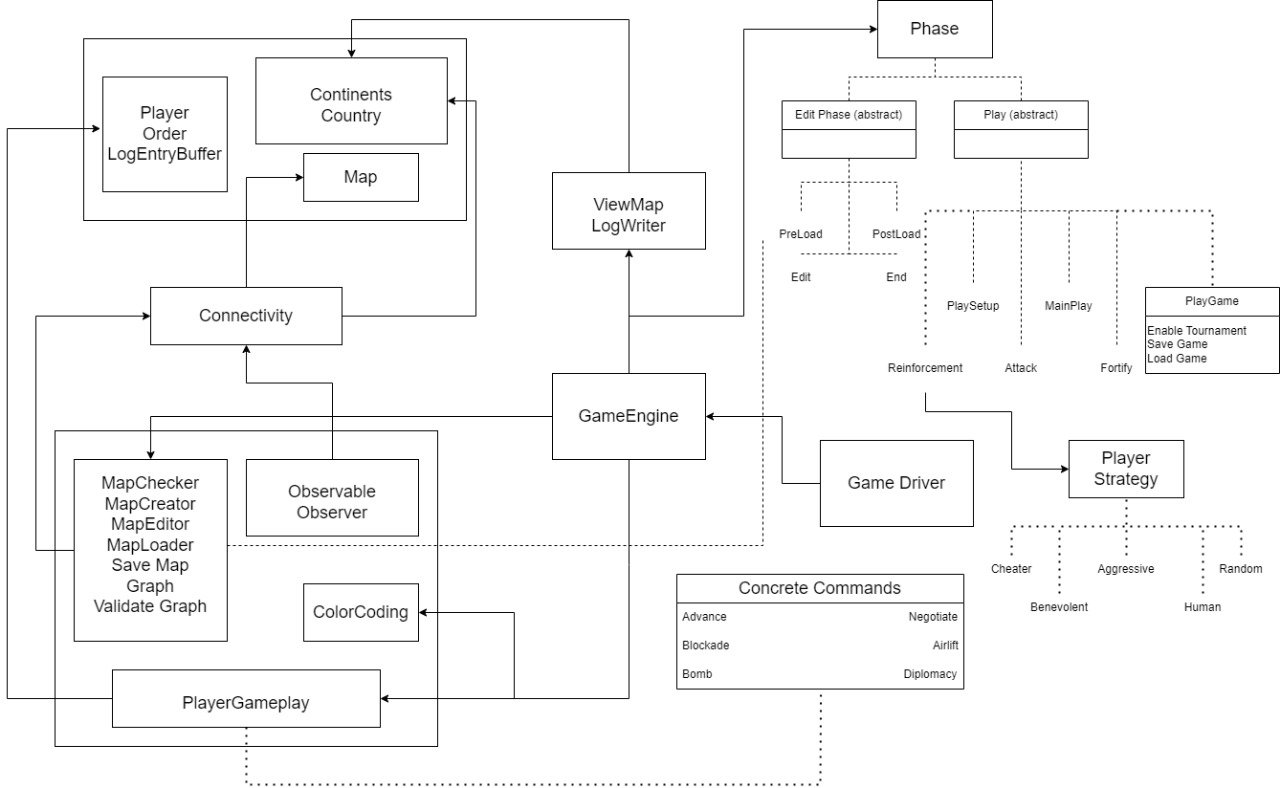 Phase
Player
Order
LogEntryBuffer
Continents
Country
Map
Edit Phase (abstract)
Play (abstract)
ViewMap
LogWriter
PreLoad
PostLoad
Edit
End
Connectivity
PlaySetup
MainPlay
PlayGame
Enable Tournament
Save Game
Load Game
Reinforcement
Attack
Fortify
GameEngine
Game Driver
Player
Strategy
MapChecker
MapCreator
MapEditor
MapLoader
Save Map
Graph
Validate Graph
Observable
Observer
Cheater
Aggressive
Random
Benevolent
Human
ColorCoding
Concrete Commands
Advance
Negotiate
Blockade
Airlift
Bomb
Diplomacy
PlayerGameplay